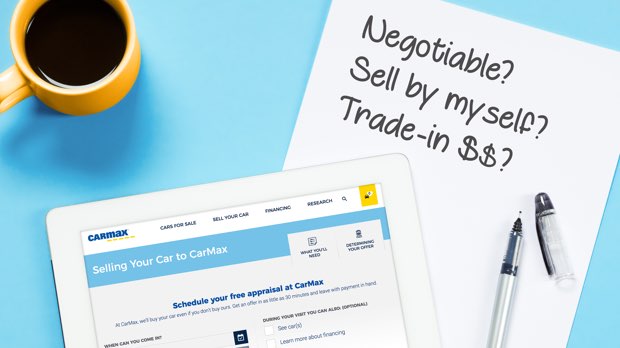 Negotiable?
Sell by myself?
Trade-in $$?
CARMAX
CARS FOR SALE
SELL YOUR CAR
FINANCING
RESEARCH
Selling Your Car to CarMax
WHAT YOU'LL
NEED
DETERMINING
YOUR OFFER
Schedule your free appraisal at CarMax
At CarMax, we'll buy your car even if you don't buy ours. Get an offer in as little as 30 minutes and leave with payment in hand.
WHEN CAN YOU COME IN?
DURING YOUR VISIT YOU CAN ALSO: (OPTIONAL)
See car(s)
Learn more about financing